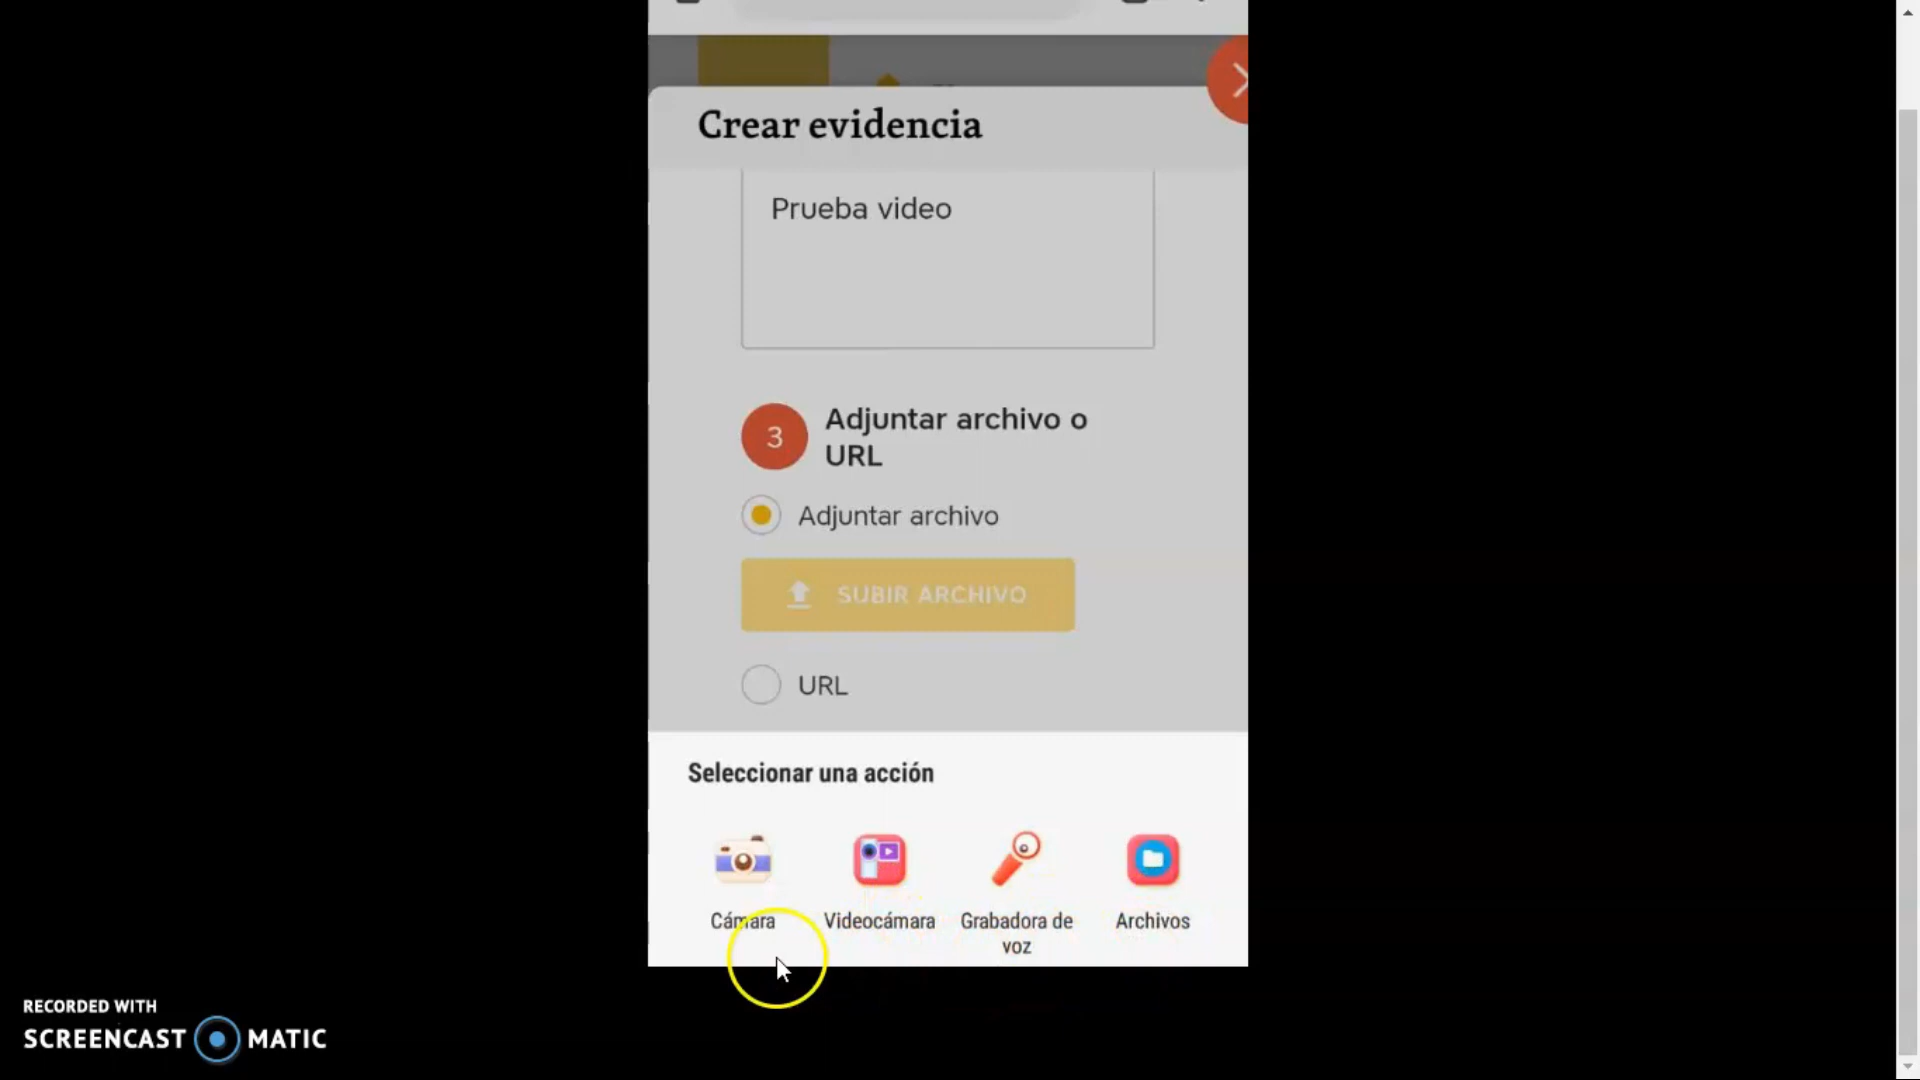 Crear evidencia
Prueba video
3
Adjuntar archivo o
URL
Adjuntar archivo
SUBIR ARCHIVO
URL
Seleccionar una acción
Cámara
Videocámara
Grabadora de
voz
Archivos
RECORDED WITH
SCREENCAST MATIC